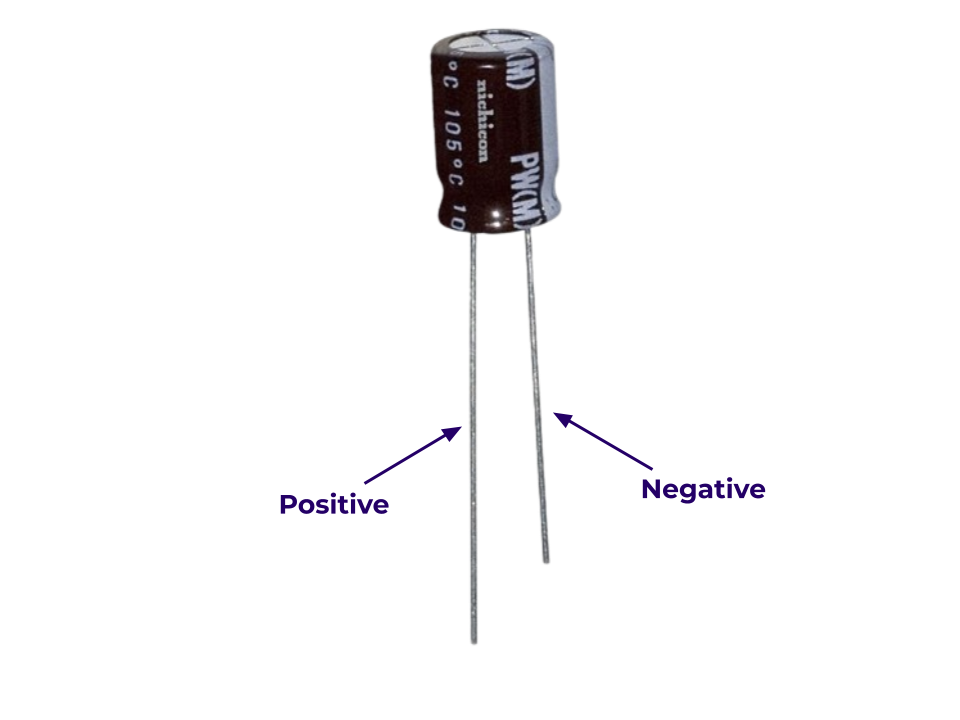 °C 105°C 10
nichicon
(M)
PW(M)
Positive
Negative